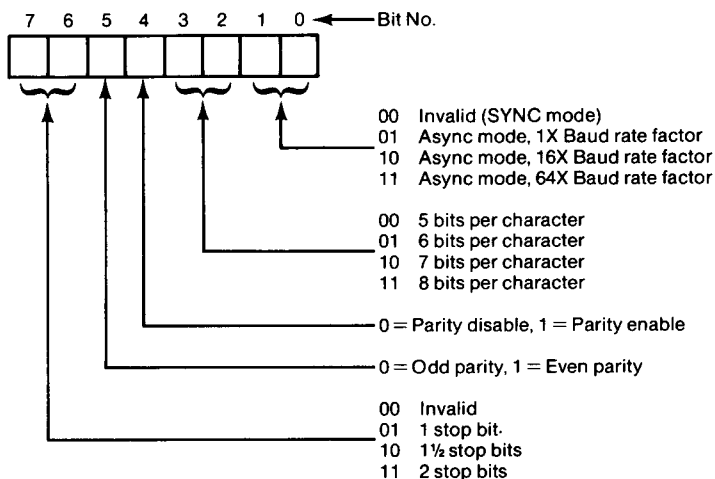 7 6 5 4 3 2 1 0 Bit No.
00 Invalid (SYNC mode)
01 Async mode, 1X Baud rate factor
10 Async mode, 16X Baud rate factor
11 Async mode, 64X Baud rate factor
00 5 bits per character
01 6 bits per character
10 7 bits per character
11 8 bits per character
0 = Parity disable, 1 = Parity enable
0 = Odd parity, 1 = Even parity
00 Invalid
01 1 stop bit.
10 1½ stop bits
11 2 stop bits